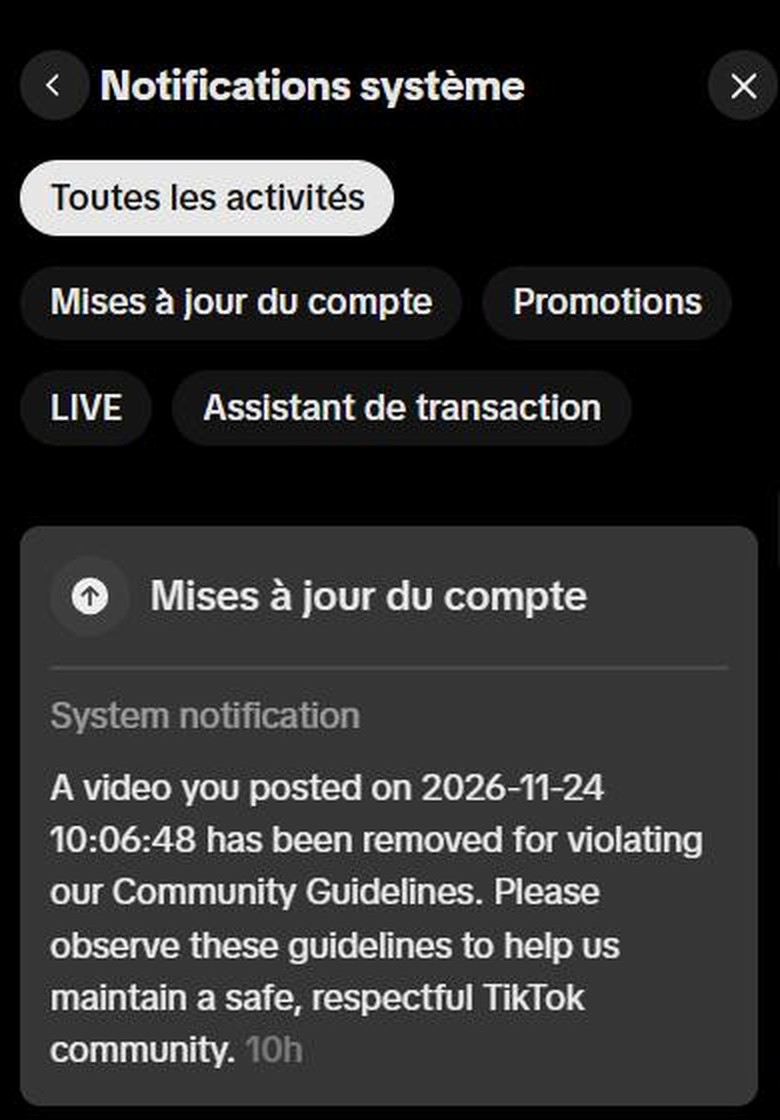 Notifications système
Toutes les activités
Mises à jour du compte Promotions
LIVE Assistant de transaction
Mises à jour du compte
System notification
A video you posted on 2026-11-24
10:06:48 has been removed for violating
our Community Guidelines. Please
observe these guidelines to help us
maintain a safe, respectful TikTok
community. 10h